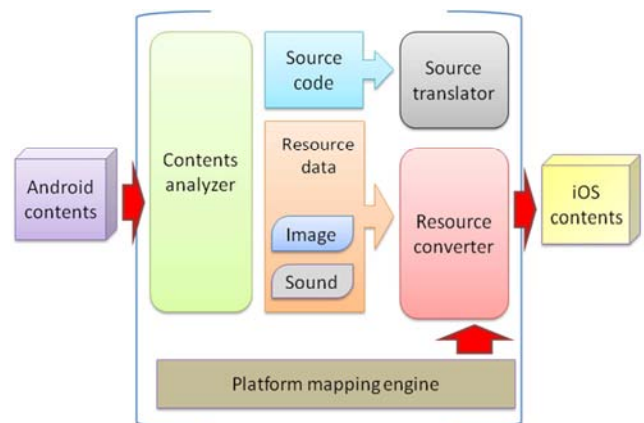 Android
contents
Contents
analyzer
Source
code
Source
translator
Resource
data
Image
Sound
Resource
converter
iOS
contents
Platform mapping engine